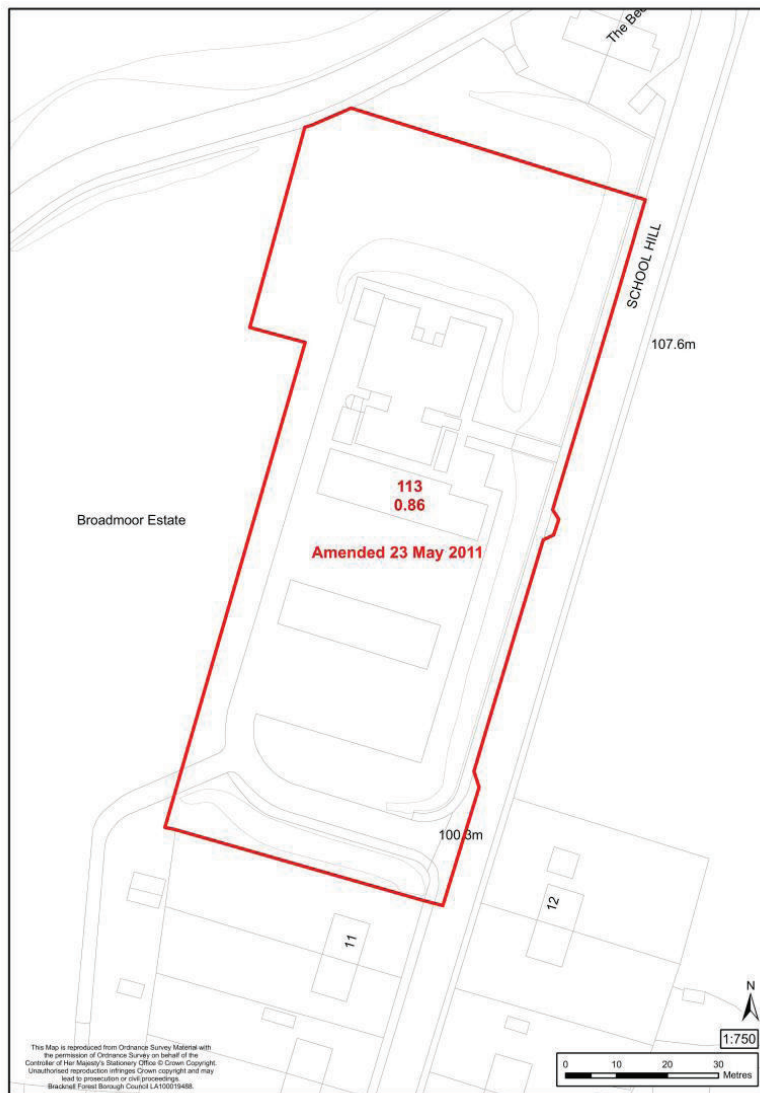 The Bee
SCHOOL HILL
107.6m
113
0.86
Broadmoor Estate
Amended 23 May 2011
100.3m
12
11
N
1:750
This Map is reproduced from Ordnance Survey Material with
the permission of Ordnance Survey on behalf of the
Controller of Her Majesty's Stationery Office © Crown Copyright.
Unauthorised reproduction infringes Crown copyright and may
lead to prosecution or civil proceedings.
Bracknell Forest Borough Council LA100019488.
0 10 20 30
Metres